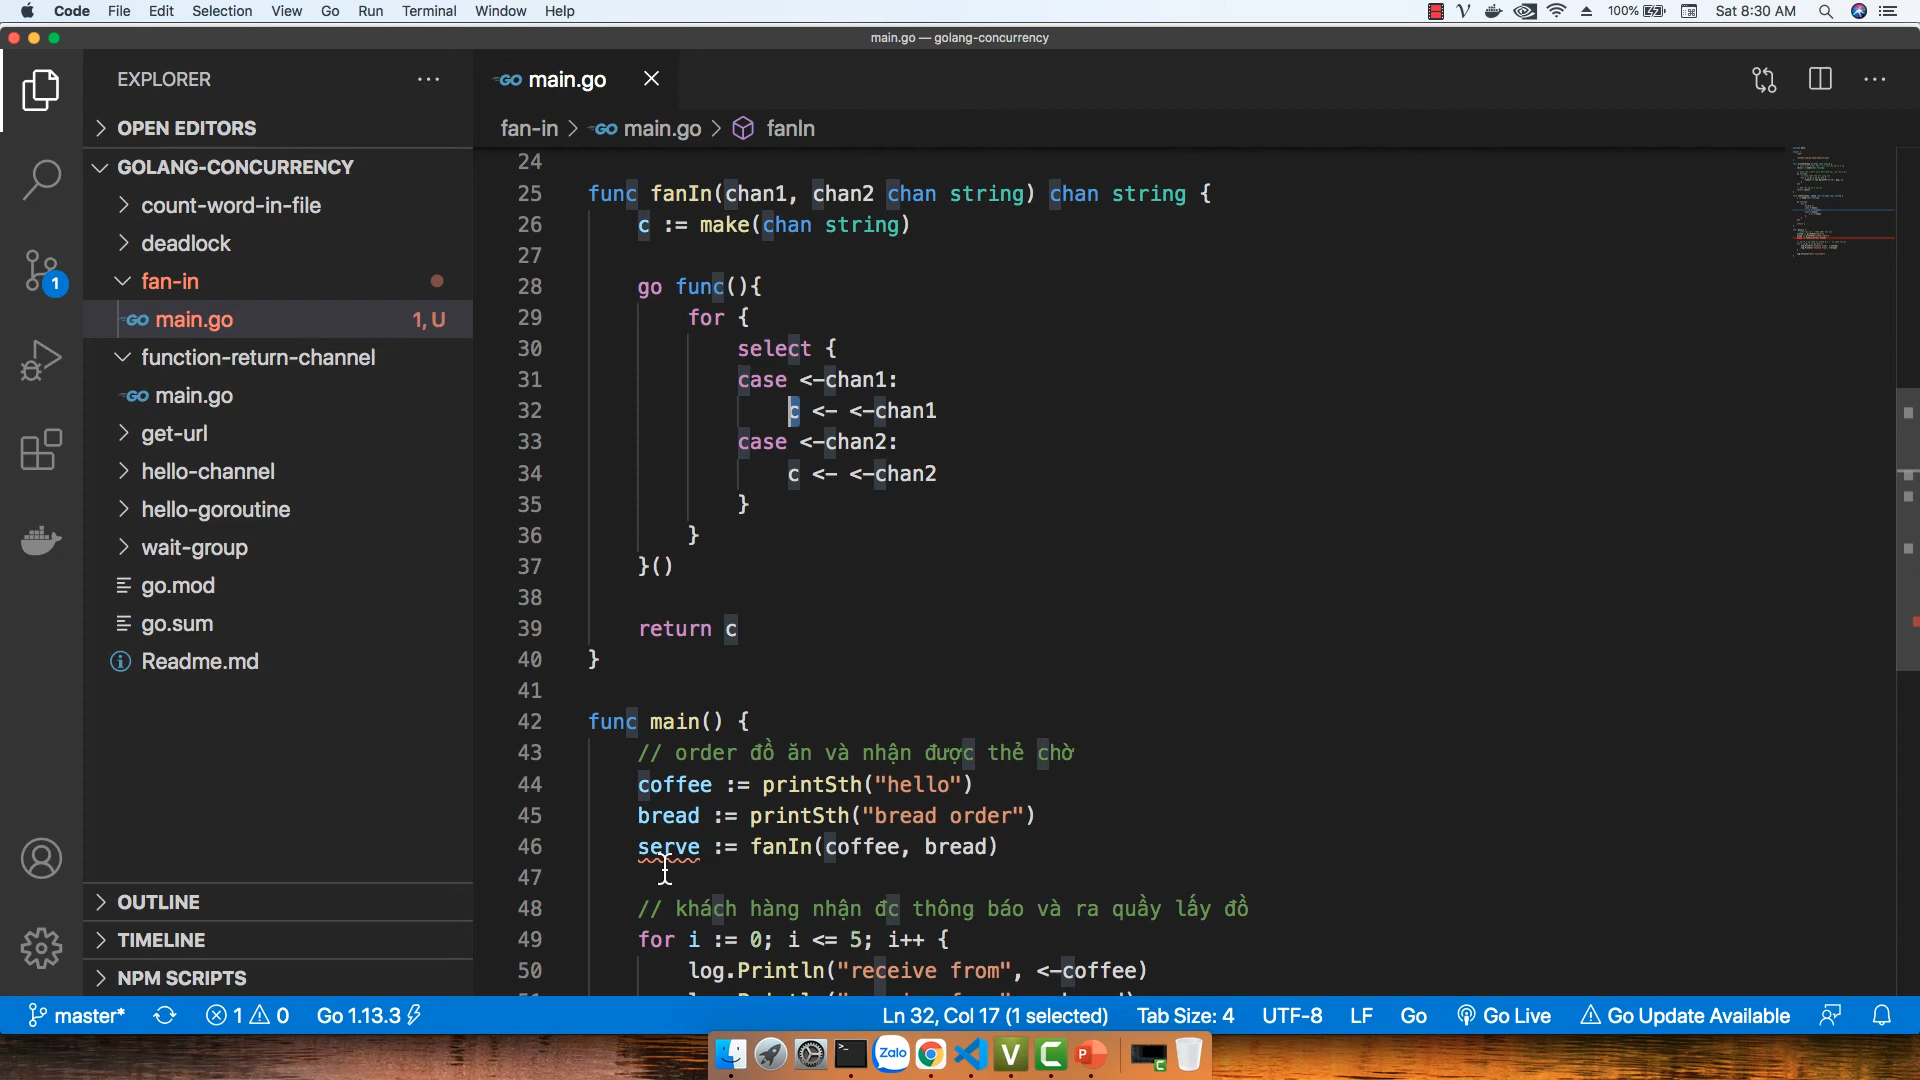 Code File Edit Selection View Go Run Terminal Window Help
100% Sat 8:30 AM
main.go — golang-concurrency
EXPLORER
OPEN EDITORS
GOLANG-CONCURRENCY
count-word-in-file
deadlock
fan-in
GO main.go 1, U
function-return-channel
GO main.go
get-url
hello-channel
hello-goroutine
wait-group
go.mod
go.sum
Readme.md
OUTLINE
TIMELINE
NPM SCRIPTS
1
GO main.go
fan-in > GO main.go > fanIn
24
25 func fanIn(chan1, chan2 chan string) chan string {
26 c := make(chan string)
27
28 go func(){
29 for {
30 select {
31 case <-chan1:
32 c <- <-chan1
33 case <-chan2:
34 c <- <-chan2
35 }
36 }
37 }()
38
39 return c
40 }
41
42 func main() {
43 // order đồ ăn và nhận được thẻ chờ
44 coffee := printSth("hello")
45 bread := printSth("bread order")
46 serve := fanIn(coffee, bread)
47
48 // khách hàng nhận đc thông báo và ra quầy lấy đồ
49 for i := 0; i <= 5; i++ {
50 log.Println("receive from", <-coffee)
master* 1 0 Go 1.13.3 Ln 32, Col 17 (1 selected) Tab Size: 4 UTF-8 LF Go Go Live Go Update Available
Zalo